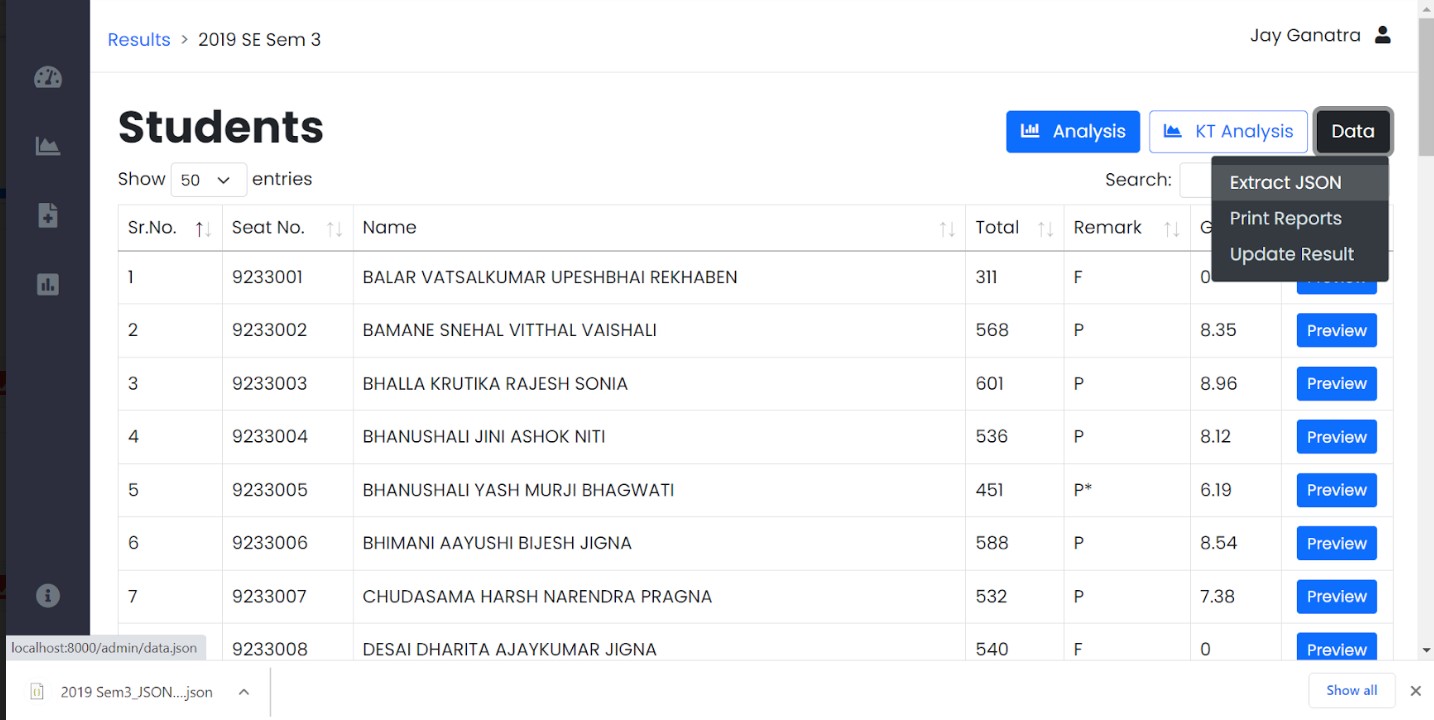 Results > 2019 SE Sem 3
Jay Ganatra
Students
Analysis
KT Analysis
Data
Show 50 entries
Search:
Extract JSON
Print Reports
Update Result
Sr.No. Seat No. Name Total Remark
1 9233001 BALAR VATSALKUMAR UPESHBHAI REKHABEN 311 F 0
2 9233002 BAMANE SNEHAL VITTHAL VAISHALI 568 P 8.35 Preview
3 9233003 BHALLA KRUTIKA RAJESH SONIA 601 P 8.96 Preview
4 9233004 BHANUSHALI JINI ASHOK NITI 536 P 8.12 Preview
5 9233005 BHANUSHALI YASH MURJI BHAGWATI 451 P* 6.19 Preview
6 9233006 BHIMANI AAYUSHI BIJESH JIGNA 588 P 8.54 Preview
7 9233007 CHUDASAMA HARSH NARENDRA PRAGNA 532 P 7.38 Preview
8 9233008 DESAI DHARITA AJAYKUMAR JIGNA 540 F 0 Preview
localhost:8000/admin/data.json
2019 Sem3_JSON....json
Show all